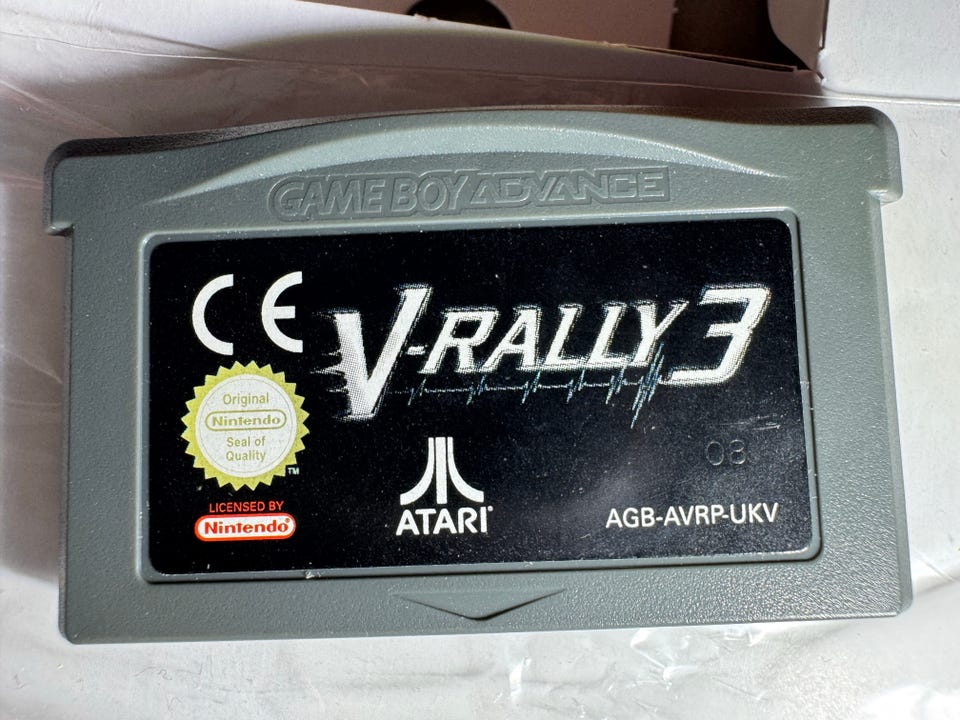 GAME BOY ADVANCE
CE
V-RALLY 3
Original
Nintendo
Seal of
Quality
TM
08
LICENSED BY
Nintendo®
ATARI®
AGB-AVRP-UKV